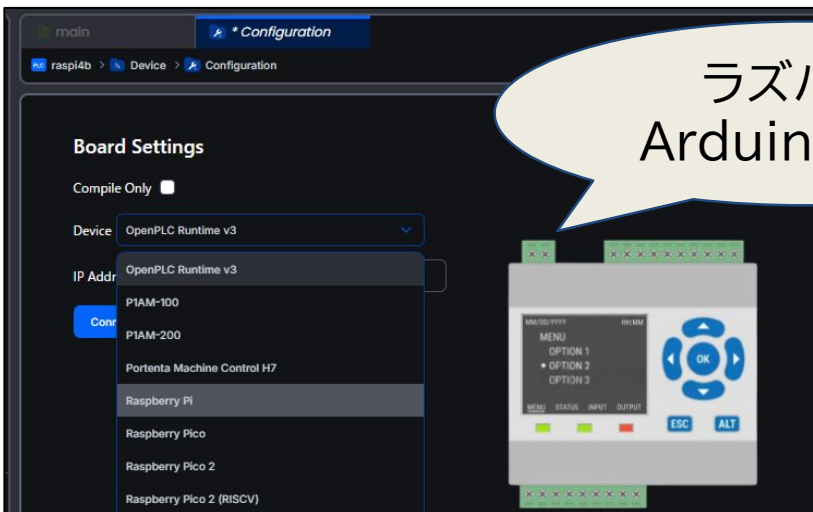 main
* Configuration
PLC raspi4b > Device > Configuration
ラズ
Arduin
Board Settings
Compile Only
Device OpenPLC Runtime v3
IP Addr
OpenPLC Runtime v3
Conn
P1AM-100
P1AM-200
Portenta Machine Control H7
Raspberry Pi
Raspberry Pico
Raspberry Pico 2
Raspberry Pico 2 (RISCV)
MM/DD/YYYY HH:MM
MENU
OPTION 1
OPTION 2
OPTION 3
MENU STATUS INPUT OUTPUT
OK
ESC ALT